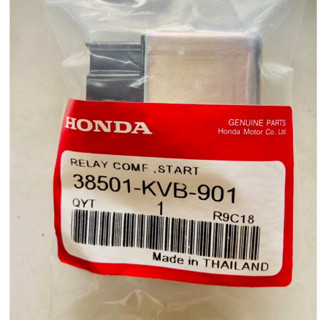 HONDA
GENUINE PARTS
Honda Motor Co., Ltd
RELAY COMP ,START
38501-KVB-901
QYT 1 R9C18
Made in THAILAND